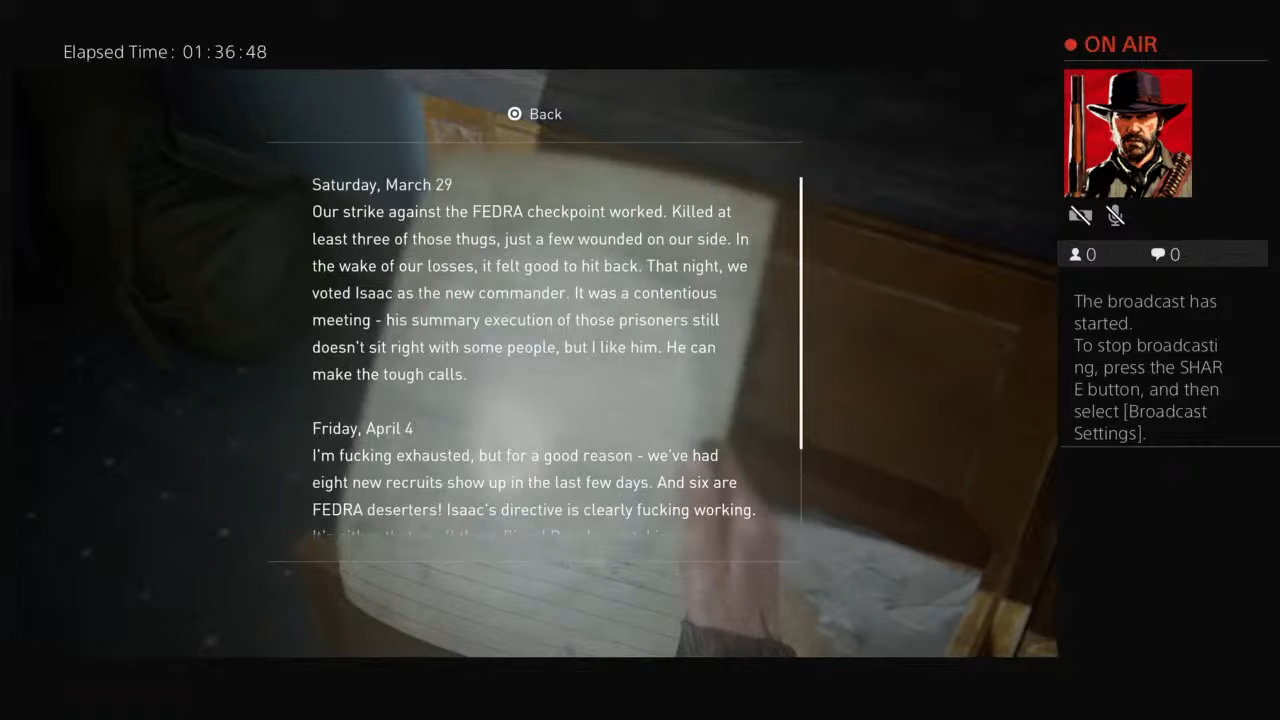 Elapsed Time: 01:36:48
ON AIR
Back
Saturday, March 29
Our strike against the FEDRA checkpoint worked. Killed at
least three of those thugs, just a few wounded on our side. In
the wake of our losses, it felt good to hit back. That night, we
voted Isaac as the new commander. It was a contentious
meeting - his summary execution of those prisoners still
doesn't sit right with some people, but I like him. He can
make the tough calls.
Friday, April 4
I'm fucking exhausted, but for a good reason - we've had
eight new recruits show up in the last few days. And six are
FEDRA deserters! Isaac's directive is clearly fucking working.
0
0
The broadcast has
started.
To stop broadcasti
ng, press the SHAR
E button, and then
select [Broadcast
Settings].